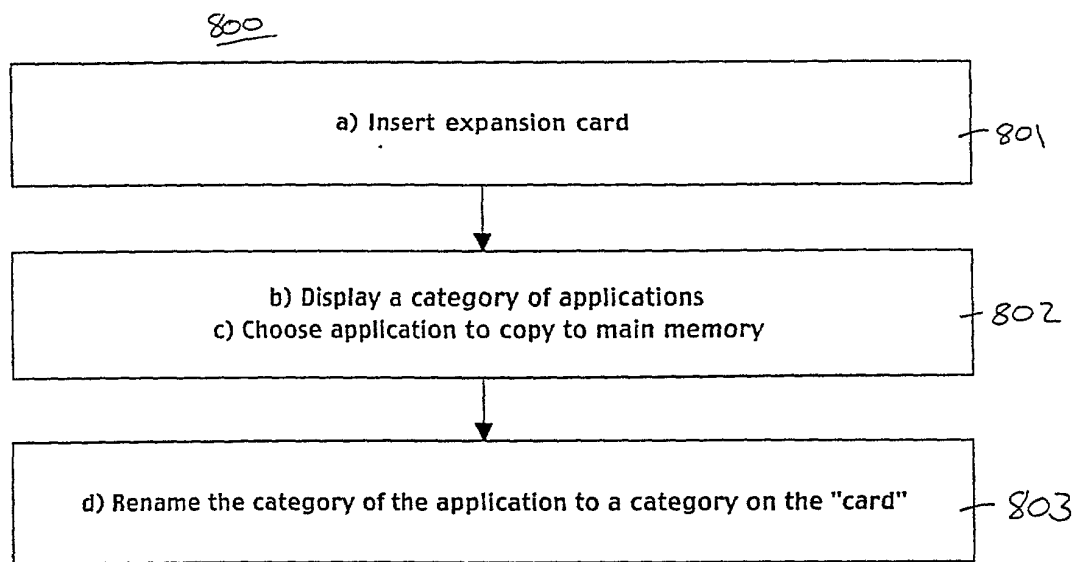 800
a) Insert expansion card
801
b) Display a category of applications
c) Choose application to copy to main memory
802
d) Rename the category of the application to a category on the "card"
803